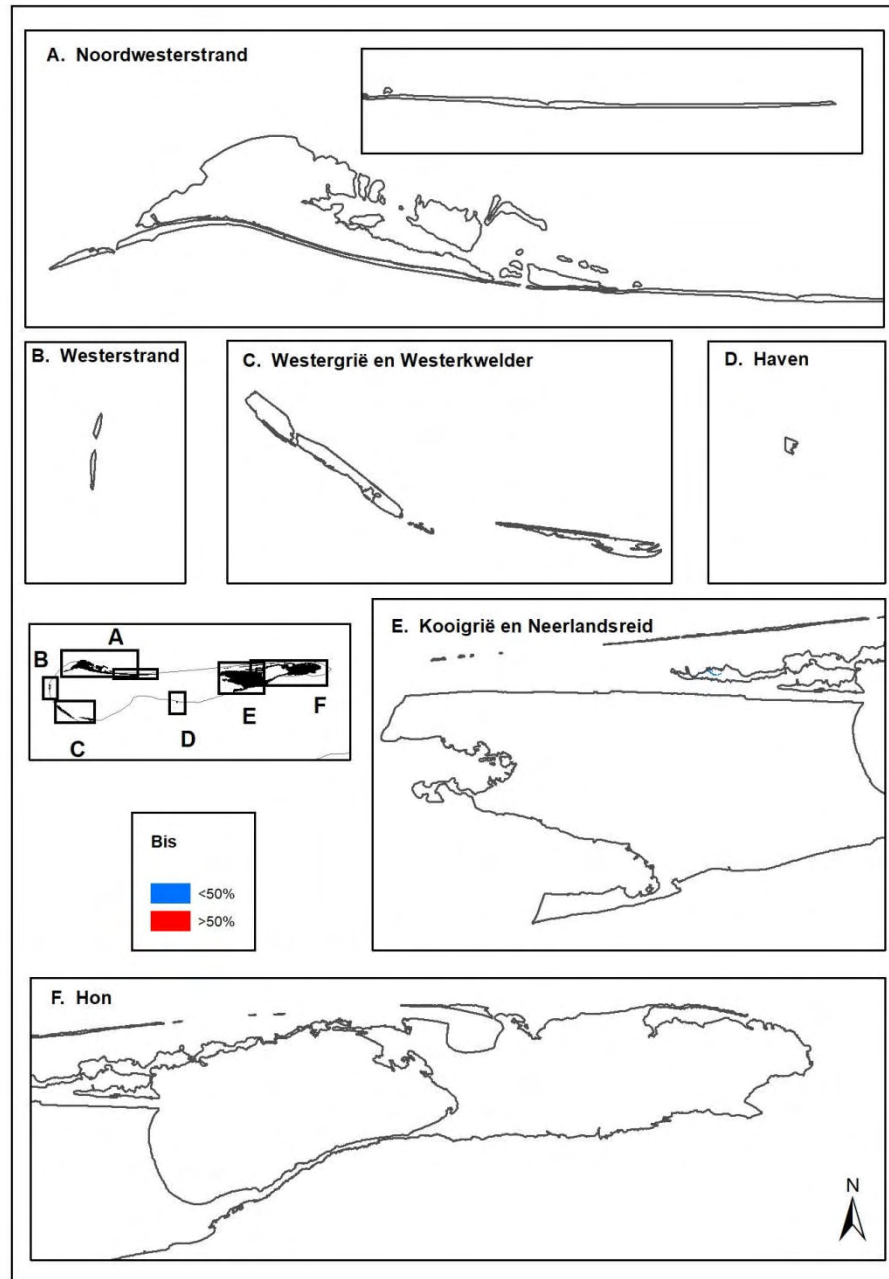 A. Noordwesterstrand
B. Westerstrand
C. Westergrië en Westerkwelder
D. Haven
A
B
C
D
E
F
E. Kooigrië en Neerlandsreid
Bis
<50%
>50%
F. Hon
N